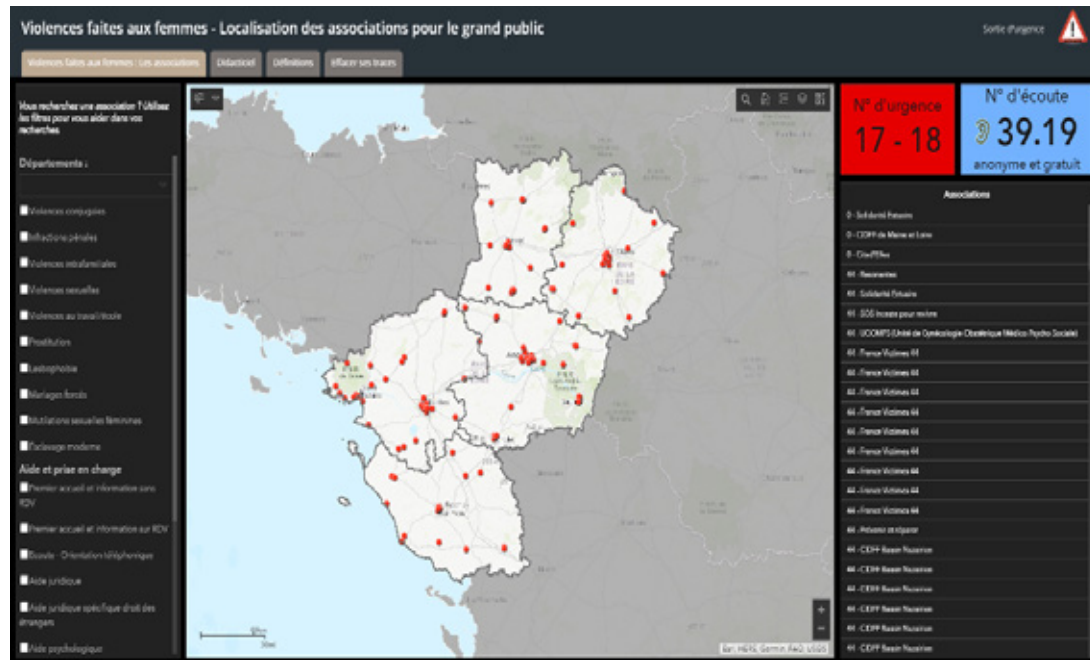 Violences faites aux femmes - Localisation des associations pour le grand public
Sortie d'urgence
Violences faites aux femmes : Les associations
Didacticiel
Définitions
Effacer ses traces
Vous recherchez une association ? Utilisez
les filtres pour vous aider dans vos
recherches
Départements :
Violences conjugales
Infractions pénales
Violences intrafamiliales
Violences sexuelles
Violences au travail/école
Prostitution
Lesbophobie
Mariages forcés
Mutilations sexuelles féminines
Esclavage moderne
Aide et prise en charge
Premier accueil et information sans
RDV
Premier accueil et information sur RDV
Ecoute - Orientation téléphonique
Aide juridique
Aide juridique spécifique droit des
étrangers
Aide psychologique
Esri, HERE, Garmin, FAO, USGS
N° d'urgence
17 - 18
N° d'écoute
39.19
anonyme et gratuit
Associations
0 - Solidarité Estuaire
0 - CIDFF de Maine et Loire
0 - Citad'Elles
44 - Resonantes
44 - Solidarité Estuaire
44 - SOS Inceste pour revivre
44 - UGOMPS (Unité de Gynécologie Obstétrique Médico Psycho Sociale)
44 - France Victimes 44
44 - France Victimes 44
44 - France Victimes 44
44 - France Victimes 44
44 - France Victimes 44
44 - France Victimes 44
44 - France Victimes 44
44 - France Victimes 44
44 - France Victimes 44
44 - Prévenir et réparer
44 - CIDFF Bassin Nazairien
44 - CIDFF Bassin Nazairien
44 - CIDFF Bassin Nazairien
44 - CIDFF Bassin Nazairien
44 - CIDFF Bassin Nazairien
44 - CIDFF Bassin Nazairien